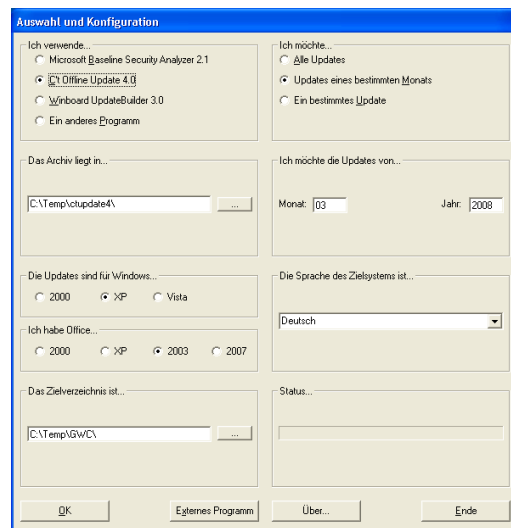 Auswahl und Konfiguration
Ich verwende...
Microsoft Baseline Security Analyzer 2.1
C't Offline Update 4.0
Winboard UpdateBuilder 3.0
Ein anderes Programm
Ich möchte...
Alle Updates
Updates eines bestimmten Monats
Ein bestimmtes Update
Das Archiv liegt in...
C:\Temp\ctupdate4\
...
Ich möchte die Updates von...
Monat: 03
Jahr: 2008
Die Updates sind für Windows...
2000 XP Vista
Ich habe Office...
2000 XP 2003 2007
Die Sprache des Zielsystems ist...
Deutsch
Das Zielverzeichnis ist...
C:\Temp\GWC\
...
Status...
OK Externes Programm Über... Ende